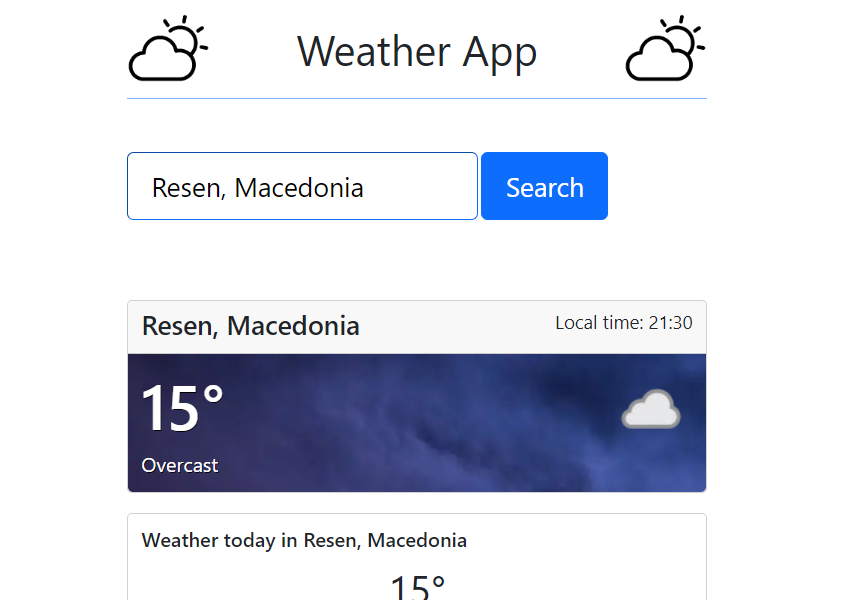 Weather App
Resen, Macedonia
Search
Resen, Macedonia
Local time: 21:30
15°
Overcast
Weather today in Resen, Macedonia
15°